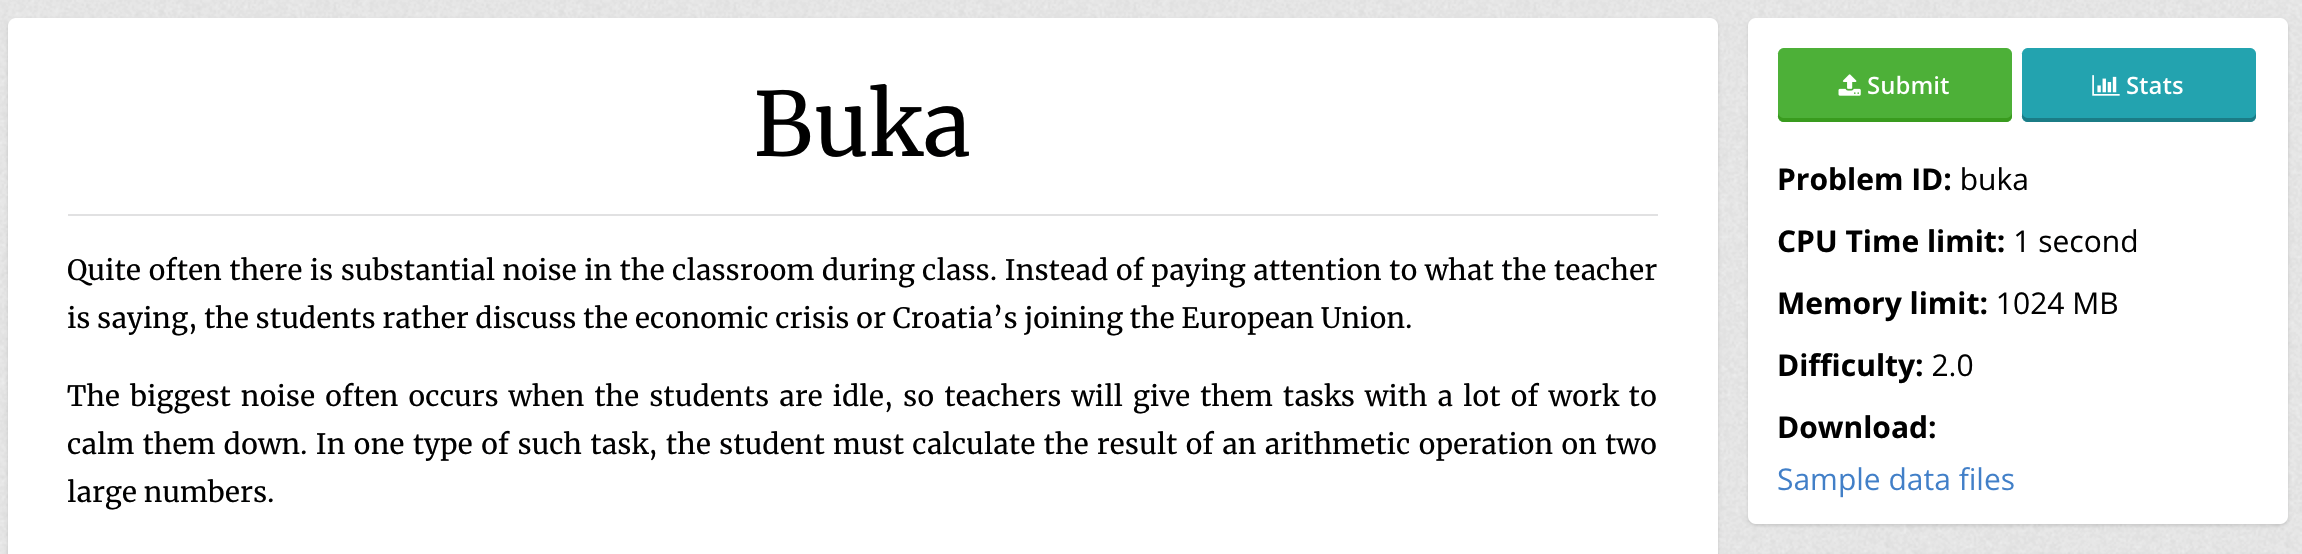 Buka
Quite often there is substantial noise in the classroom during class. Instead of paying attention to what the teacher
is saying, the students rather discuss the economic crisis or Croatia’s joining the European Union.
The biggest noise often occurs when the students are idle, so teachers will give them tasks with a lot of work to
calm them down. In one type of such task, the student must calculate the result of an arithmetic operation on two
large numbers.
Submit
Stats
Problem ID: buka
CPU Time limit: 1 second
Memory limit: 1024 MB
Difficulty: 2.0
Download:
Sample data files